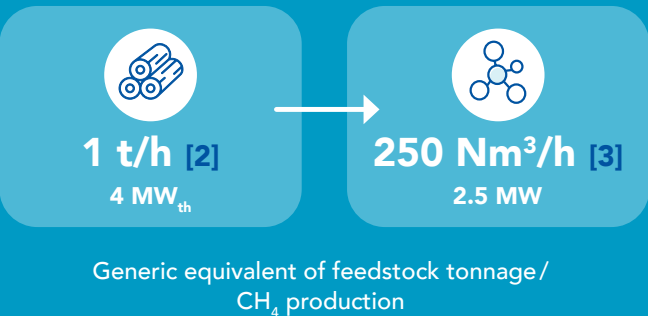 1 t/h [2]
4 MWth
250 Nm³/h [3]
2.5 MW
Generic equivalent of feedstock tonnage/
CH₄ production